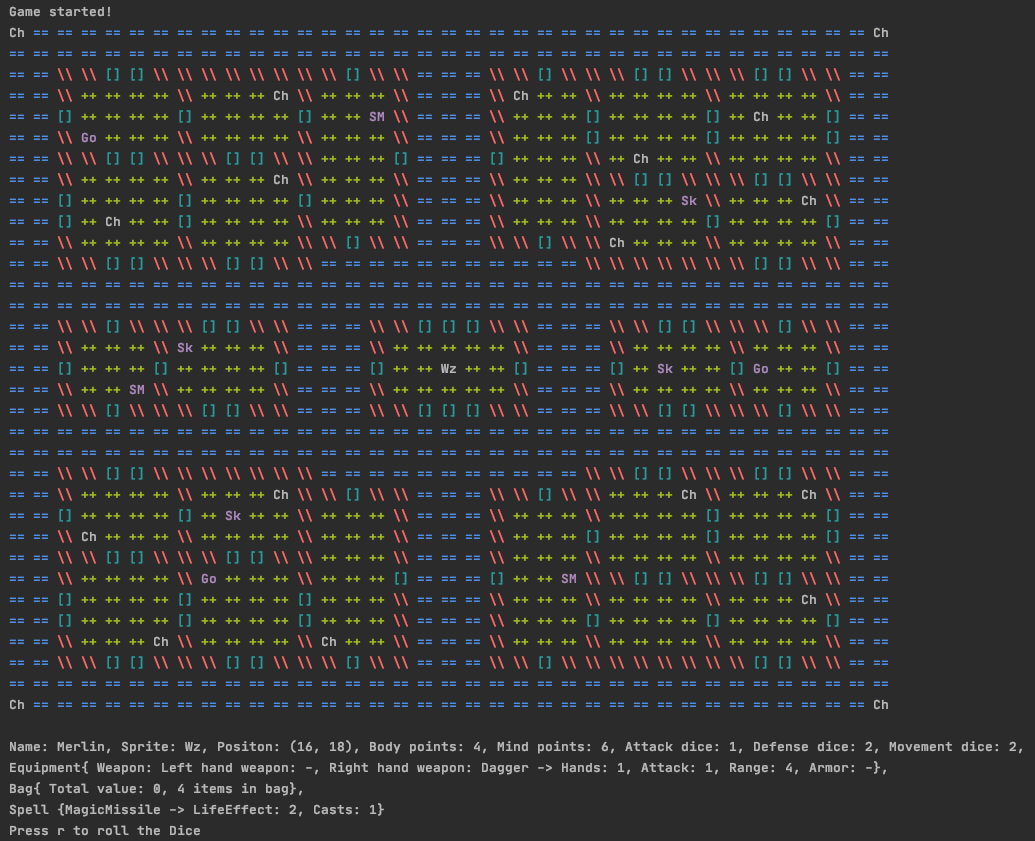 Game started!
Ch == == == == == == == == == == == == == == == == == == == == == == == == == == == == == == == == == == == Ch
== == == == == == == == == == == == == == == == == == == == == == == == == == == == == == == == == == == == ==
== == \\ \\ [] [] \\ \\ \\ \\ \\ \\ \\ \\ [] \\ \\ == == == \\ \\ [] \\ \\ \\ [] [] \\ \\ \\ [] [] \\ \\ == ==
== == \\ ++ ++ ++ ++ \\ ++ ++ ++ Ch \\ ++ ++ ++ \\ == == == \\ Ch ++ ++ \\ ++ ++ ++ ++ \\ ++ ++ ++ ++ \\ == ==
== == [] ++ ++ ++ ++ [] ++ ++ ++ ++ [] ++ ++ SM \\ == == == \\ ++ ++ ++ [] ++ ++ ++ ++ [] ++ Ch ++ ++ [] == ==
== == \\ Go ++ ++ ++ \\ ++ ++ ++ ++ \\ ++ ++ ++ \\ == == == \\ ++ ++ ++ [] ++ ++ ++ ++ [] ++ ++ ++ ++ [] == ==
== == \\ \\ [] [] \\ \\ \\ [] [] \\ \\ ++ ++ ++ [] == == == [] ++ ++ ++ \\ ++ Ch ++ ++ \\ ++ ++ ++ ++ \\ == ==
== == \\ ++ ++ ++ ++ \\ ++ ++ ++ Ch \\ ++ ++ ++ \\ == == == \\ ++ ++ ++ \\ \\ [] [] \\ \\ \\ [] [] \\ \\ == ==
== == [] ++ ++ ++ ++ [] ++ ++ ++ ++ [] ++ ++ ++ \\ == == == \\ ++ ++ ++ \\ ++ ++ ++ Sk \\ ++ ++ ++ Ch [] == ==
== == [] ++ Ch ++ ++ [] ++ ++ ++ ++ \\ ++ ++ ++ \\ == == == \\ ++ ++ ++ \\ ++ ++ ++ ++ [] ++ ++ ++ ++ [] == ==
== == \\ ++ ++ ++ ++ \\ ++ ++ ++ ++ \\ \\ [] \\ \\ == == == \\ \\ [] \\ \\ Ch ++ ++ ++ \\ ++ ++ ++ ++ \\ == ==
== == \\ \\ [] [] \\ \\ \\ [] [] \\ \\ == == == == == == == == == == == \\ \\ \\ \\ \\ \\ \\ [] [] \\ \\ == ==
== == == == == == == == == == == == == == == == == == == == == == == == == == == == == == == == == == == == ==
== == == == == == == == == == == == == == == == == == == == == == == == == == == == == == == == == == == == ==
== == \\ \\ [] \\ \\ \\ [] [] \\ \\ == == == \\ \\ [] [] [] \\ \\ == == == \\ \\ [] [] \\ \\ \\ [] \\ \\ == ==
== == \\ ++ ++ ++ \\ Sk ++ ++ ++ \\ == == == \\ ++ ++ ++ ++ ++ \\ == == == \\ ++ ++ ++ ++ \\ ++ ++ ++ \\ == ==
== == [] ++ ++ ++ [] ++ ++ ++ ++ [] == == == [] ++ ++ Wz ++ ++ [] == == == [] ++ Sk ++ ++ [] Go ++ ++ [] == ==
== == \\ ++ ++ SM \\ ++ ++ ++ ++ \\ == == == \\ ++ ++ ++ ++ ++ \\ == == == \\ ++ ++ ++ ++ \\ ++ ++ ++ \\ == ==
== == \\ \\ [] \\ \\ \\ [] [] \\ \\ == == == \\ \\ [] [] [] \\ \\ == == == \\ \\ [] [] \\ \\ \\ [] \\ \\ == ==
== == == == == == == == == == == == == == == == == == == == == == == == == == == == == == == == == == == == ==
== == == == == == == == == == == == == == == == == == == == == == == == == == == == == == == == == == == == ==
== == \\ \\ [] [] \\ \\ \\ \\ \\ \\ \\ == == == == == == == == == == == \\ \\ [] [] \\ \\ \\ [] [] \\ \\ == ==
== == \\ ++ ++ ++ ++ \\ ++ ++ ++ Ch \\ \\ [] \\ \\ == == == \\ \\ [] \\ \\ ++ ++ ++ Ch \\ ++ ++ ++ Ch \\ == ==
== == [] ++ ++ ++ ++ [] ++ Sk ++ ++ \\ ++ ++ ++ \\ == == == \\ ++ ++ ++ \\ ++ ++ ++ ++ [] ++ ++ ++ ++ [] == ==
== == \\ Ch ++ ++ ++ \\ ++ ++ ++ ++ \\ ++ ++ ++ \\ == == == \\ ++ ++ ++ [] ++ ++ ++ ++ [] ++ ++ ++ ++ [] == ==
== == \\ \\ [] [] \\ \\ \\ [] [] \\ \\ ++ ++ ++ \\ == == == \\ ++ ++ ++ \\ ++ ++ ++ ++ \\ ++ ++ ++ ++ \\ == ==
== == \\ ++ ++ ++ ++ \\ Go ++ ++ ++ \\ ++ ++ ++ [] == == == [] ++ ++ SM \\ \\ [] [] \\ \\ \\ [] [] \\ \\ == ==
== == [] ++ ++ ++ ++ [] ++ ++ ++ ++ [] ++ ++ ++ \\ == == == \\ ++ ++ ++ \\ ++ ++ ++ ++ \\ ++ ++ ++ Ch \\ == ==
== == [] ++ ++ ++ ++ [] ++ ++ ++ ++ \\ ++ ++ ++ \\ == == == \\ ++ ++ ++ [] ++ ++ ++ ++ [] ++ ++ ++ ++ [] == ==
== == \\ ++ ++ ++ Ch \\ ++ ++ ++ ++ \\ Ch ++ ++ \\ == == == \\ ++ ++ ++ \\ ++ ++ ++ ++ \\ ++ ++ ++ ++ \\ == ==
== == \\ \\ [] [] \\ \\ \\ [] [] \\ \\ \\ [] \\ \\ == == == \\ \\ [] \\ \\ \\ \\ \\ \\ \\ \\ [] [] \\ \\ == ==
== == == == == == == == == == == == == == == == == == == == == == == == == == == == == == == == == == == == ==
Ch == == == == == == == == == == == == == == == == == == == == == == == == == == == == == == == == == == == Ch
Name: Merlin, Sprite: Wz, Positon: (16, 18), Body points: 4, Mind points: 6, Attack dice: 1, Defense dice: 2, Movement dice: 2,
Equipment{ Weapon: Left hand weapon: -, Right hand weapon: Dagger -> Hands: 1, Attack: 1, Range: 4, Armor: -},
Bag{ Total value: 0, 4 items in bag},
Spell {MagicMissile -> LifeEffect: 2, Casts: 1}
Press r to roll the Dice